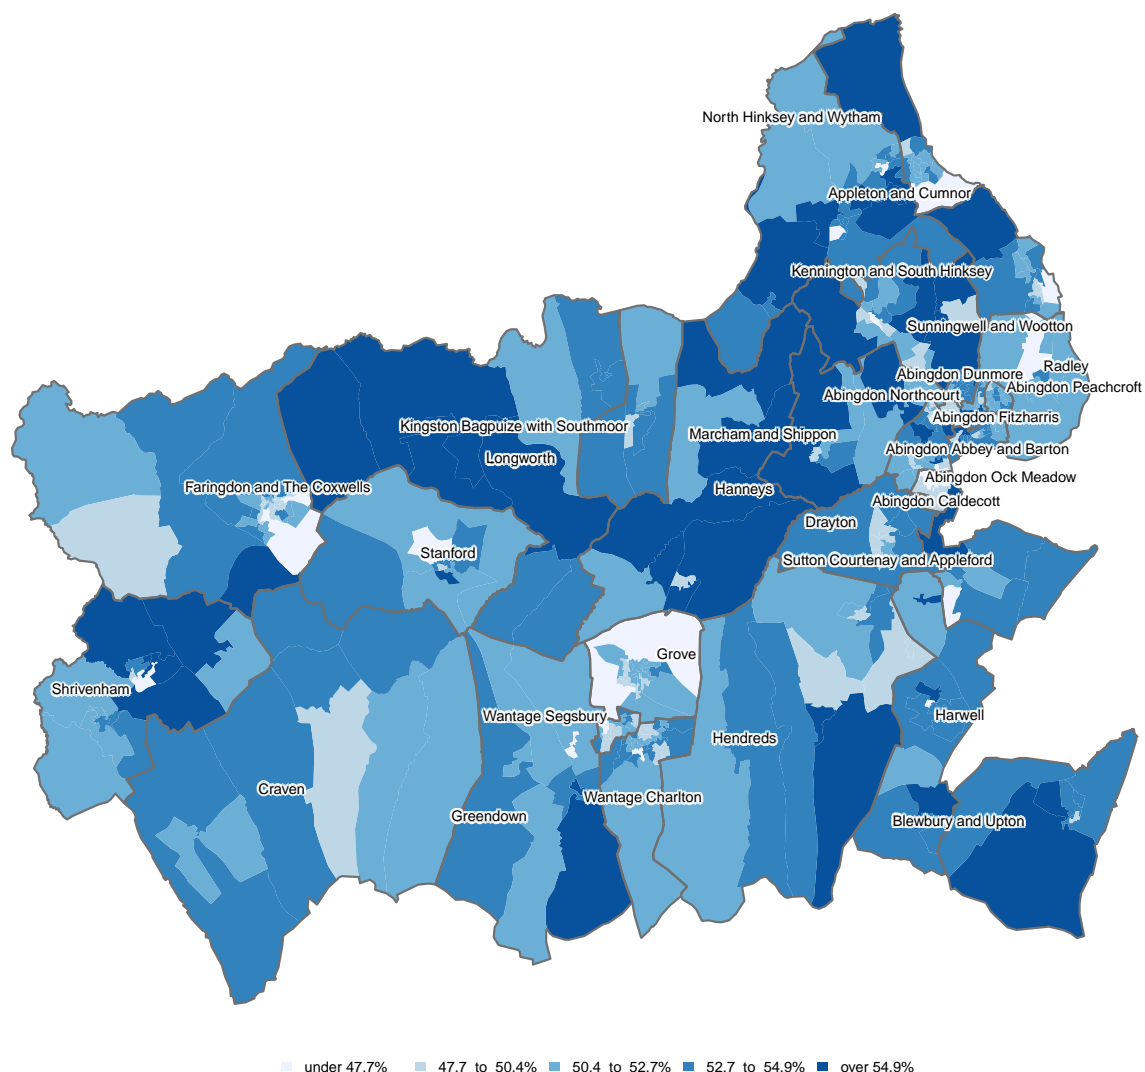 North Hinksey and Wytham
Appleton and Cumnor
Kennington and South Hinksey
Sunningwell and Wootton
Radley
Abingdon Dunmore
Abingdon Peachcroft
Abingdon Northcourt
Abingdon Fitzharris
Kingston Bagpuize with Southmoor
Marcham and Shippon
Abingdon Abbey and Barton
Longworth
Abingdon Ock Meadow
Faringdon and The Coxwells
Hanneys
Abingdon Caldecott
Drayton
Stanford
Sutton Courtenay and Appleford
Grove
Shrivenham
Wantage Segsbury
Harwell
Hendreds
Craven
Wantage Charlton
Greendown
Blewbury and Upton
under 47.7% 47.7 to 50.4% 50.4 to 52.7% 52.7 to 54.9% over 54.9%